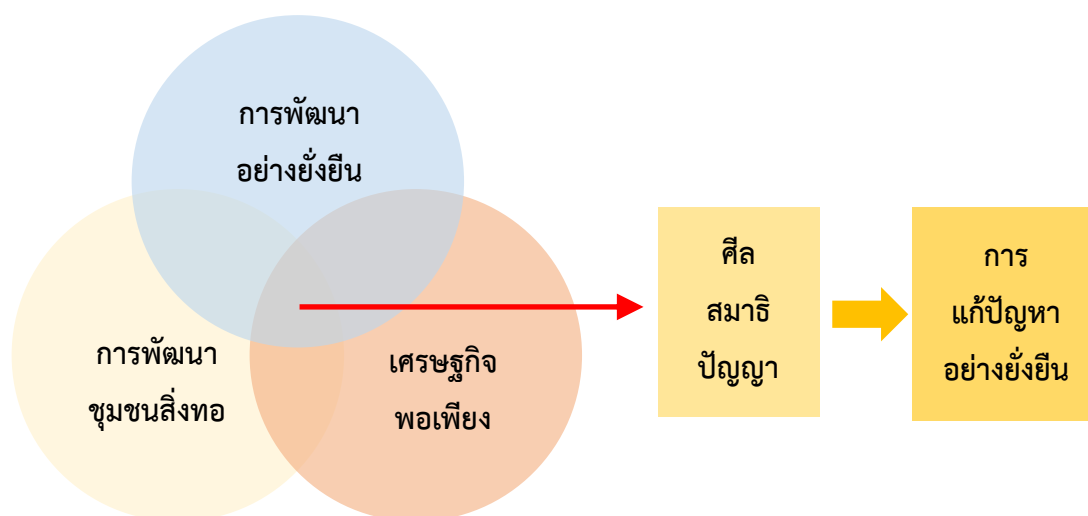 การพัฒนา
อย่างยั่งยืน
การพัฒนา
ชุมชนสิ่งทอ
เศรษฐกิจ
พอเพียง
ศีล
สมาธิ
ปัญญา
การ
แก้ปัญหา
อย่างยั่งยืน